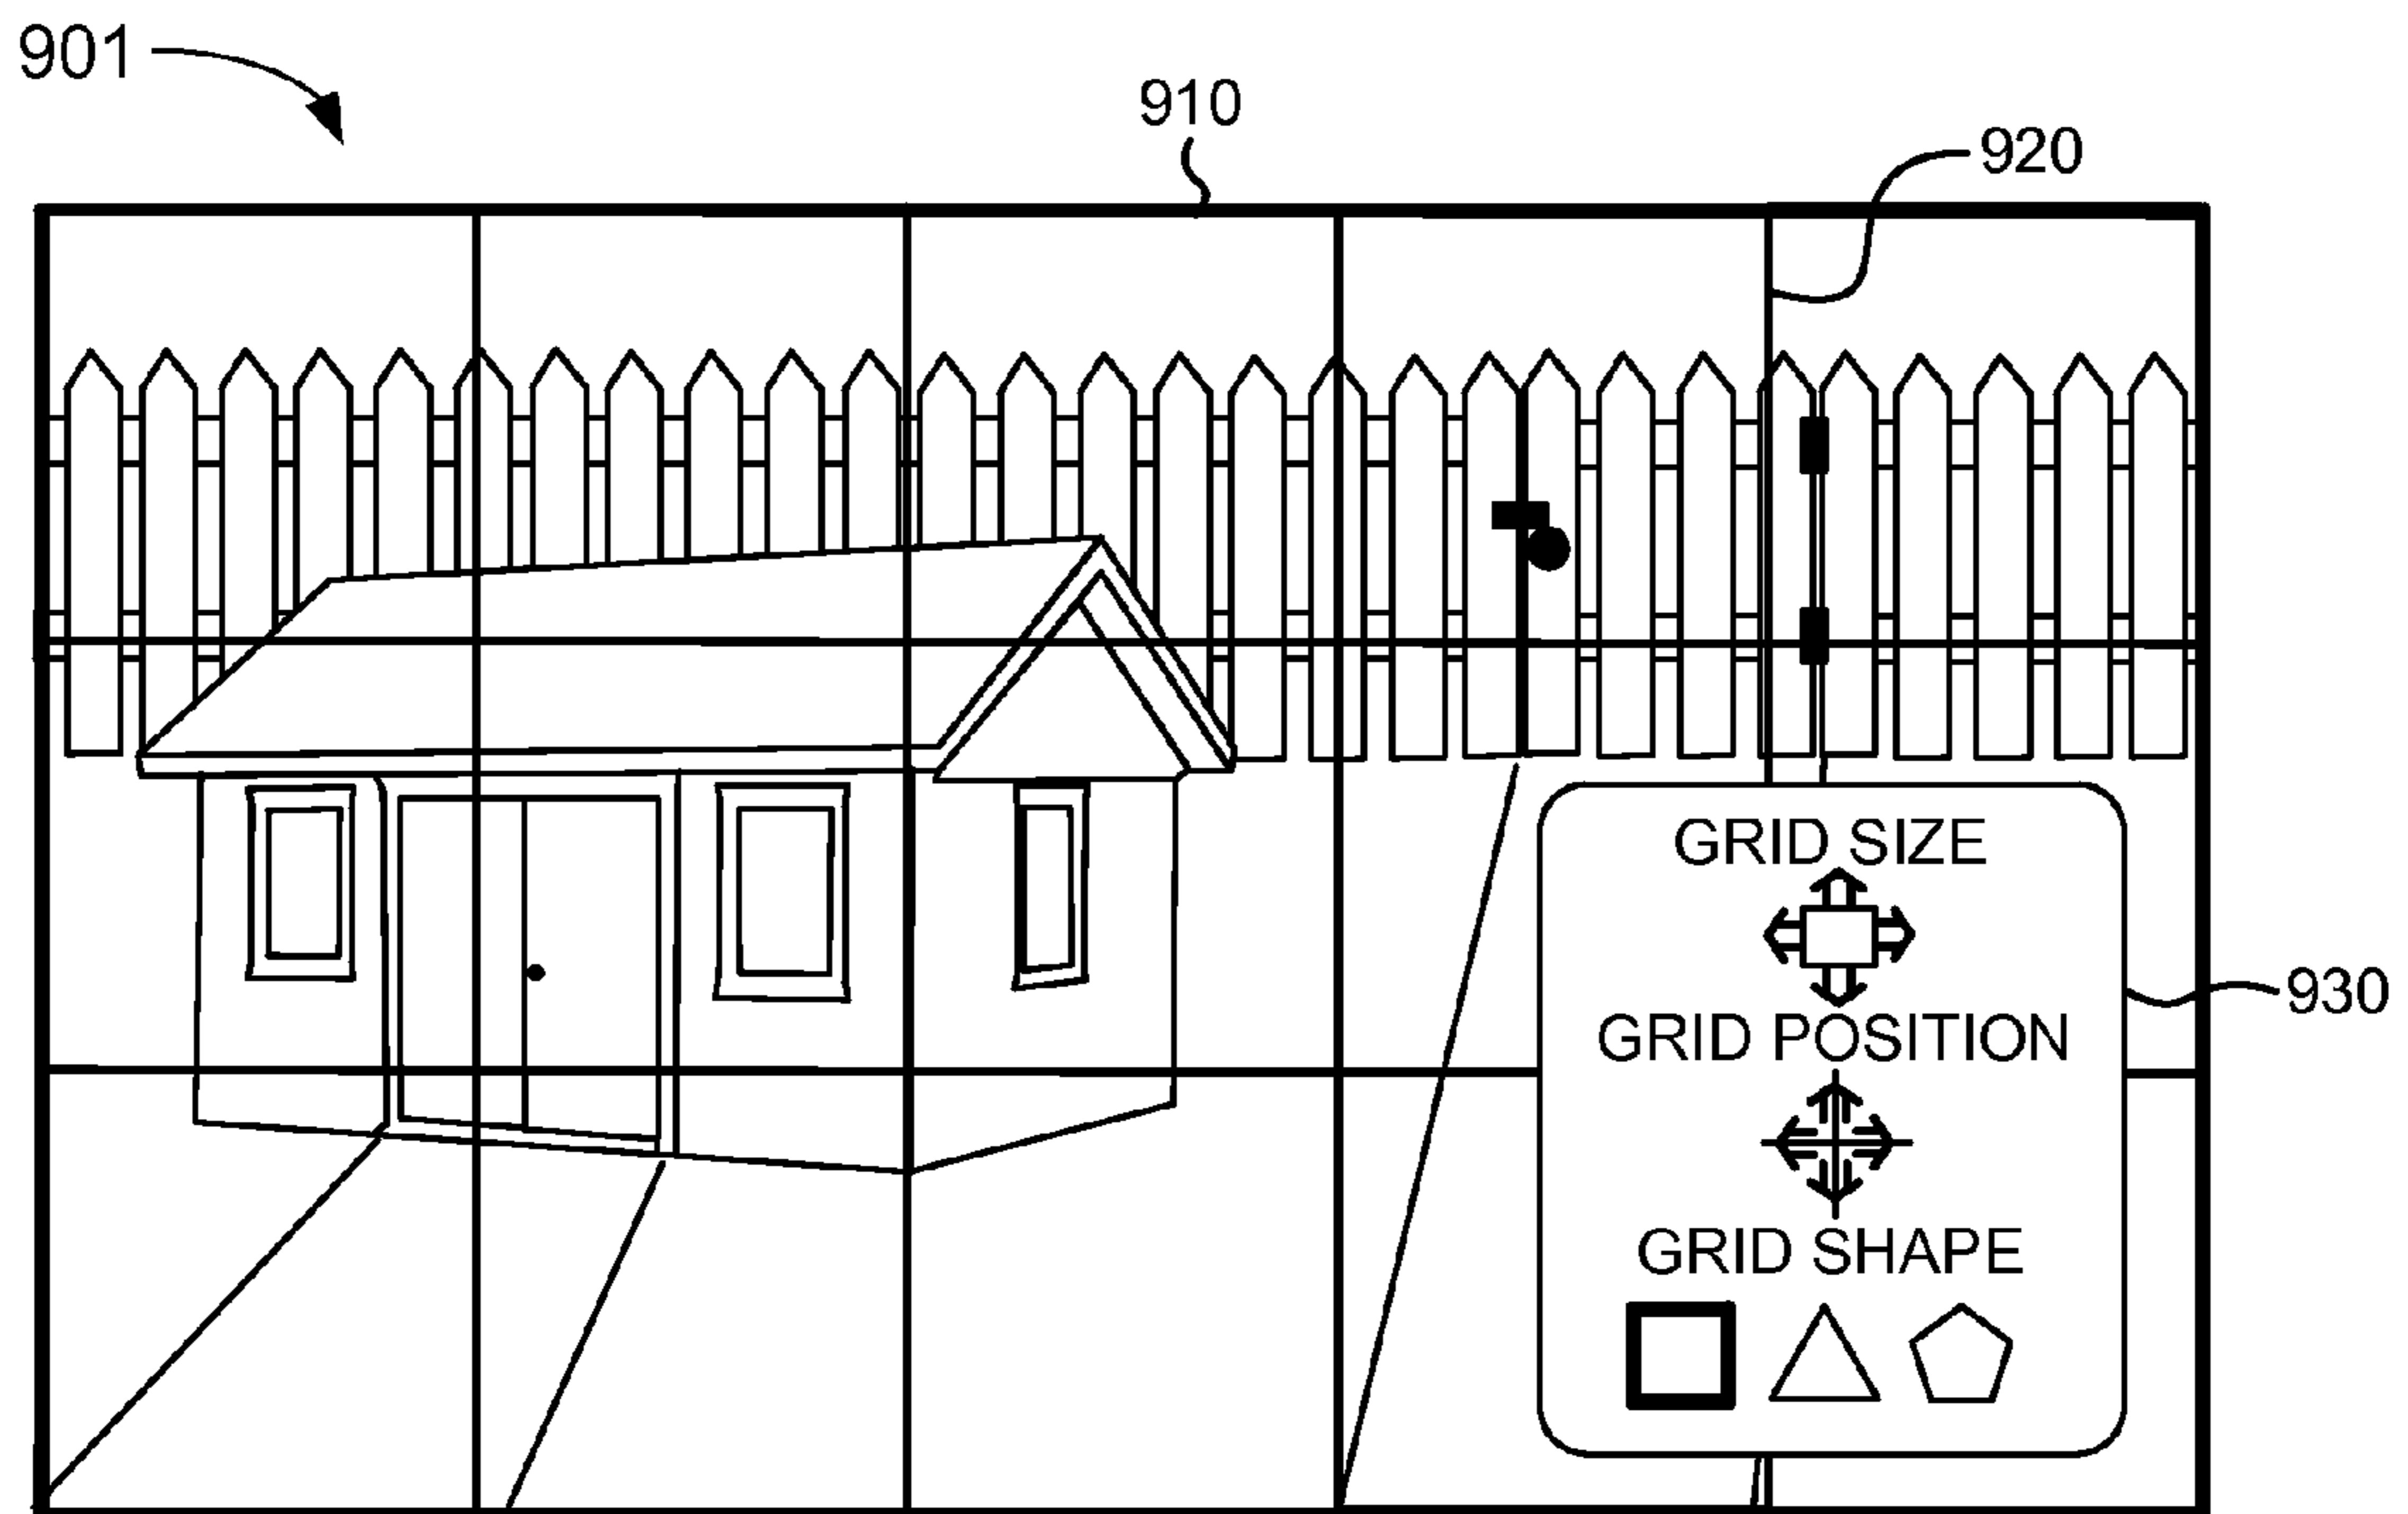 901
910
920
GRID SIZE
930
GRID POSITION
GRID SHAPE